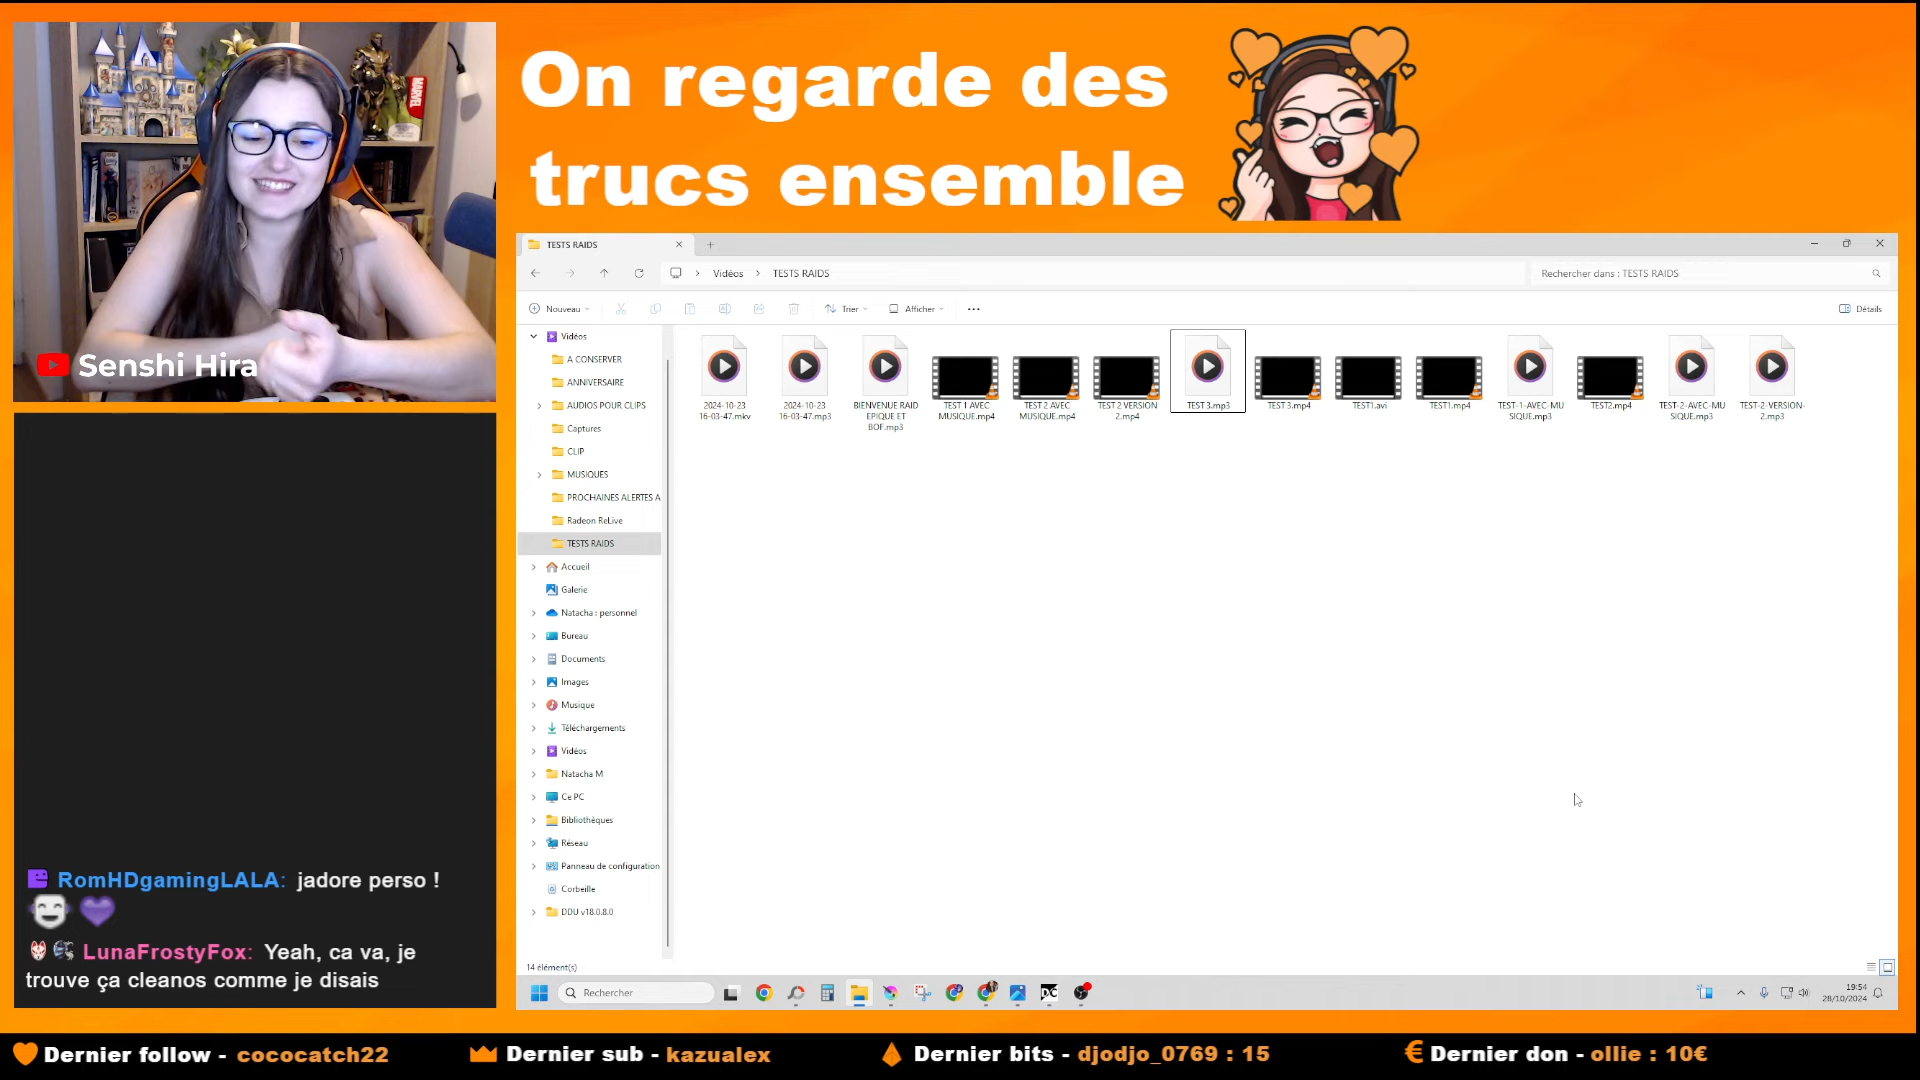 On regarde des
trucs ensemble
MARVEL
Senshi Hira
TESTS RAIDS
Vidéos
TESTS RAIDS
Rechercher dans : TESTS RAIDS
Nouveau
Trier
Afficher
Détails
Vidéos
A CONSERVER
ANNIVERSAIRE
AUDIOS POUR CLIPS
Captures
CLIP
MUSIQUES
PROCHAINES ALERTES A
Radeon ReLive
TESTS RAIDS
Accueil
Galerie
Natacha : personnel
Bureau
Documents
Images
Musique
Téléchargements
Vidéos
Natacha M
Ce PC
Bibliothèques
Réseau
Panneau de configuration
Corbeille
DDU v18.0.8.0
2024-10-23
16-03-47.mkv
2024-10-23
16-03-47.mp3
BIENVENUE RAID
EPIQUE ET
BOF.mp3
TEST 1 AVEC
MUSIQUE.mp4
TEST 2 AVEC
MUSIQUE.mp4
TEST 2 VERSION
2.mp4
TEST 3.mp3
TEST 3.mp4
TEST1.avi
TEST1.mp4
TEST-1-AVEC-MU
SIQUE.mp3
TEST2.mp4
TEST-2-AVEC-MU
SIQUE.mp3
TEST-2-VERSION-
2.mp3
14 élément(s)
Rechercher
19:54
28/10/2024
RomHDgamingLALA: jadore perso !
LunaFrostyFox: Yeah, ca va, je
trouve ça cleanos comme je disais
Dernier follow - cococatch22
Dernier sub - kazualex
Dernier bits - djodjo_0769 : 15
Dernier don - ollie : 10€